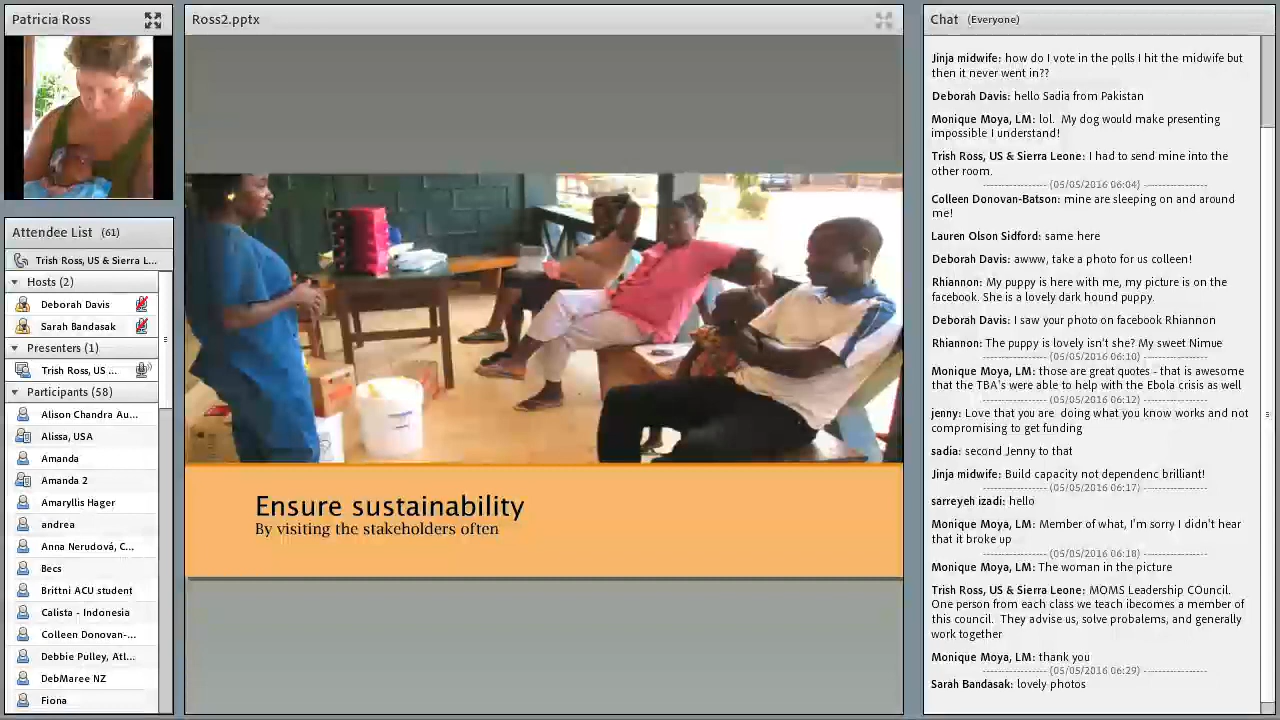 Patricia Ross
Attendee List (61)
Trish Ross, US & Sierra L...
Hosts (2)
Deborah Davis
Sarah Bandasak
Presenters (1)
Trish Ross, US ...
Participants (58)
Alison Chandra Au...
Alissa, USA
Amanda
Amanda 2
Amaryllis Hager
andrea
Anna Nerudová, C...
Becs
Brittni ACU student
Calista - Indonesia
Colleen Donovan-...
Debbie Pulley, Atl...
DebMaree NZ
Fiona
Ross2.pptx
Ensure sustainability
By visiting the stakeholders often
Chat (Everyone)
Jinja midwife: how do I vote in the polls I hit the midwife but
then it never went in??
Deborah Davis: hello Sadia from Pakistan
Monique Moya, LM: lol. My dog would make presenting
impossible I understand!
Trish Ross, US & Sierra Leone: I had to send mine into the
other room.
---------------- (05/05/2016 06:04) ----------------
Colleen Donovan-Batson: mine are sleeping on and around
me!
Lauren Olson Sidford: same here
Deborah Davis: awww, take a photo for us colleen!
Rhiannon: My puppy is here with me, my picture is on the
facebook. She is a lovely dark hound puppy.
Deborah Davis: I saw your photo on facebook Rhiannon
Rhiannon: The puppy is lovely isn't she? My sweet Nimue
---------------- (05/05/2016 06:10) ----------------
Monique Moya, LM: those are great quotes - that is awesome
that the TBA's were able to help with the Ebola crisis as well
---------------- (05/05/2016 06:12) ----------------
jenny: Love that you are doing what you know works and not
compromising to get funding
sadia: second Jenny to that
Jinja midwife: Build capacity not dependenc brilliant!
---------------- (05/05/2016 06:17) ----------------
sarreyeh izadi: hello
Monique Moya, LM: Member of what, I'm sorry I didn't hear
that it broke up
---------------- (05/05/2016 06:18) ----------------
Monique Moya, LM: The woman in the picture
Trish Ross, US & Sierra Leone: MOMS Leadership COuncil.
One person from each class we teach ibecomes a member of
this council. They advise us, solve probalems, and generally
work together
Monique Moya, LM: thank you
---------------- (05/05/2016 06:29) ----------------
Sarah Bandasak: lovely photos